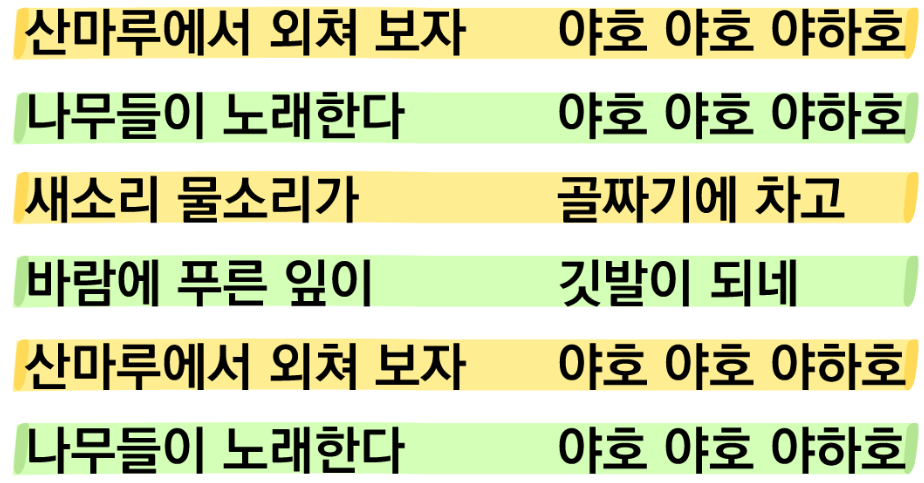 산마루에서 외쳐 보자 야호 야호 야하호
나무들이 노래한다 야호 야호 야하호
새소리 물소리가 골짜기에 차고
바람에 푸른 잎이 깃발이 되네
산마루에서 외쳐 보자 야호 야호 야하호
나무들이 노래한다 야호 야호 야하호